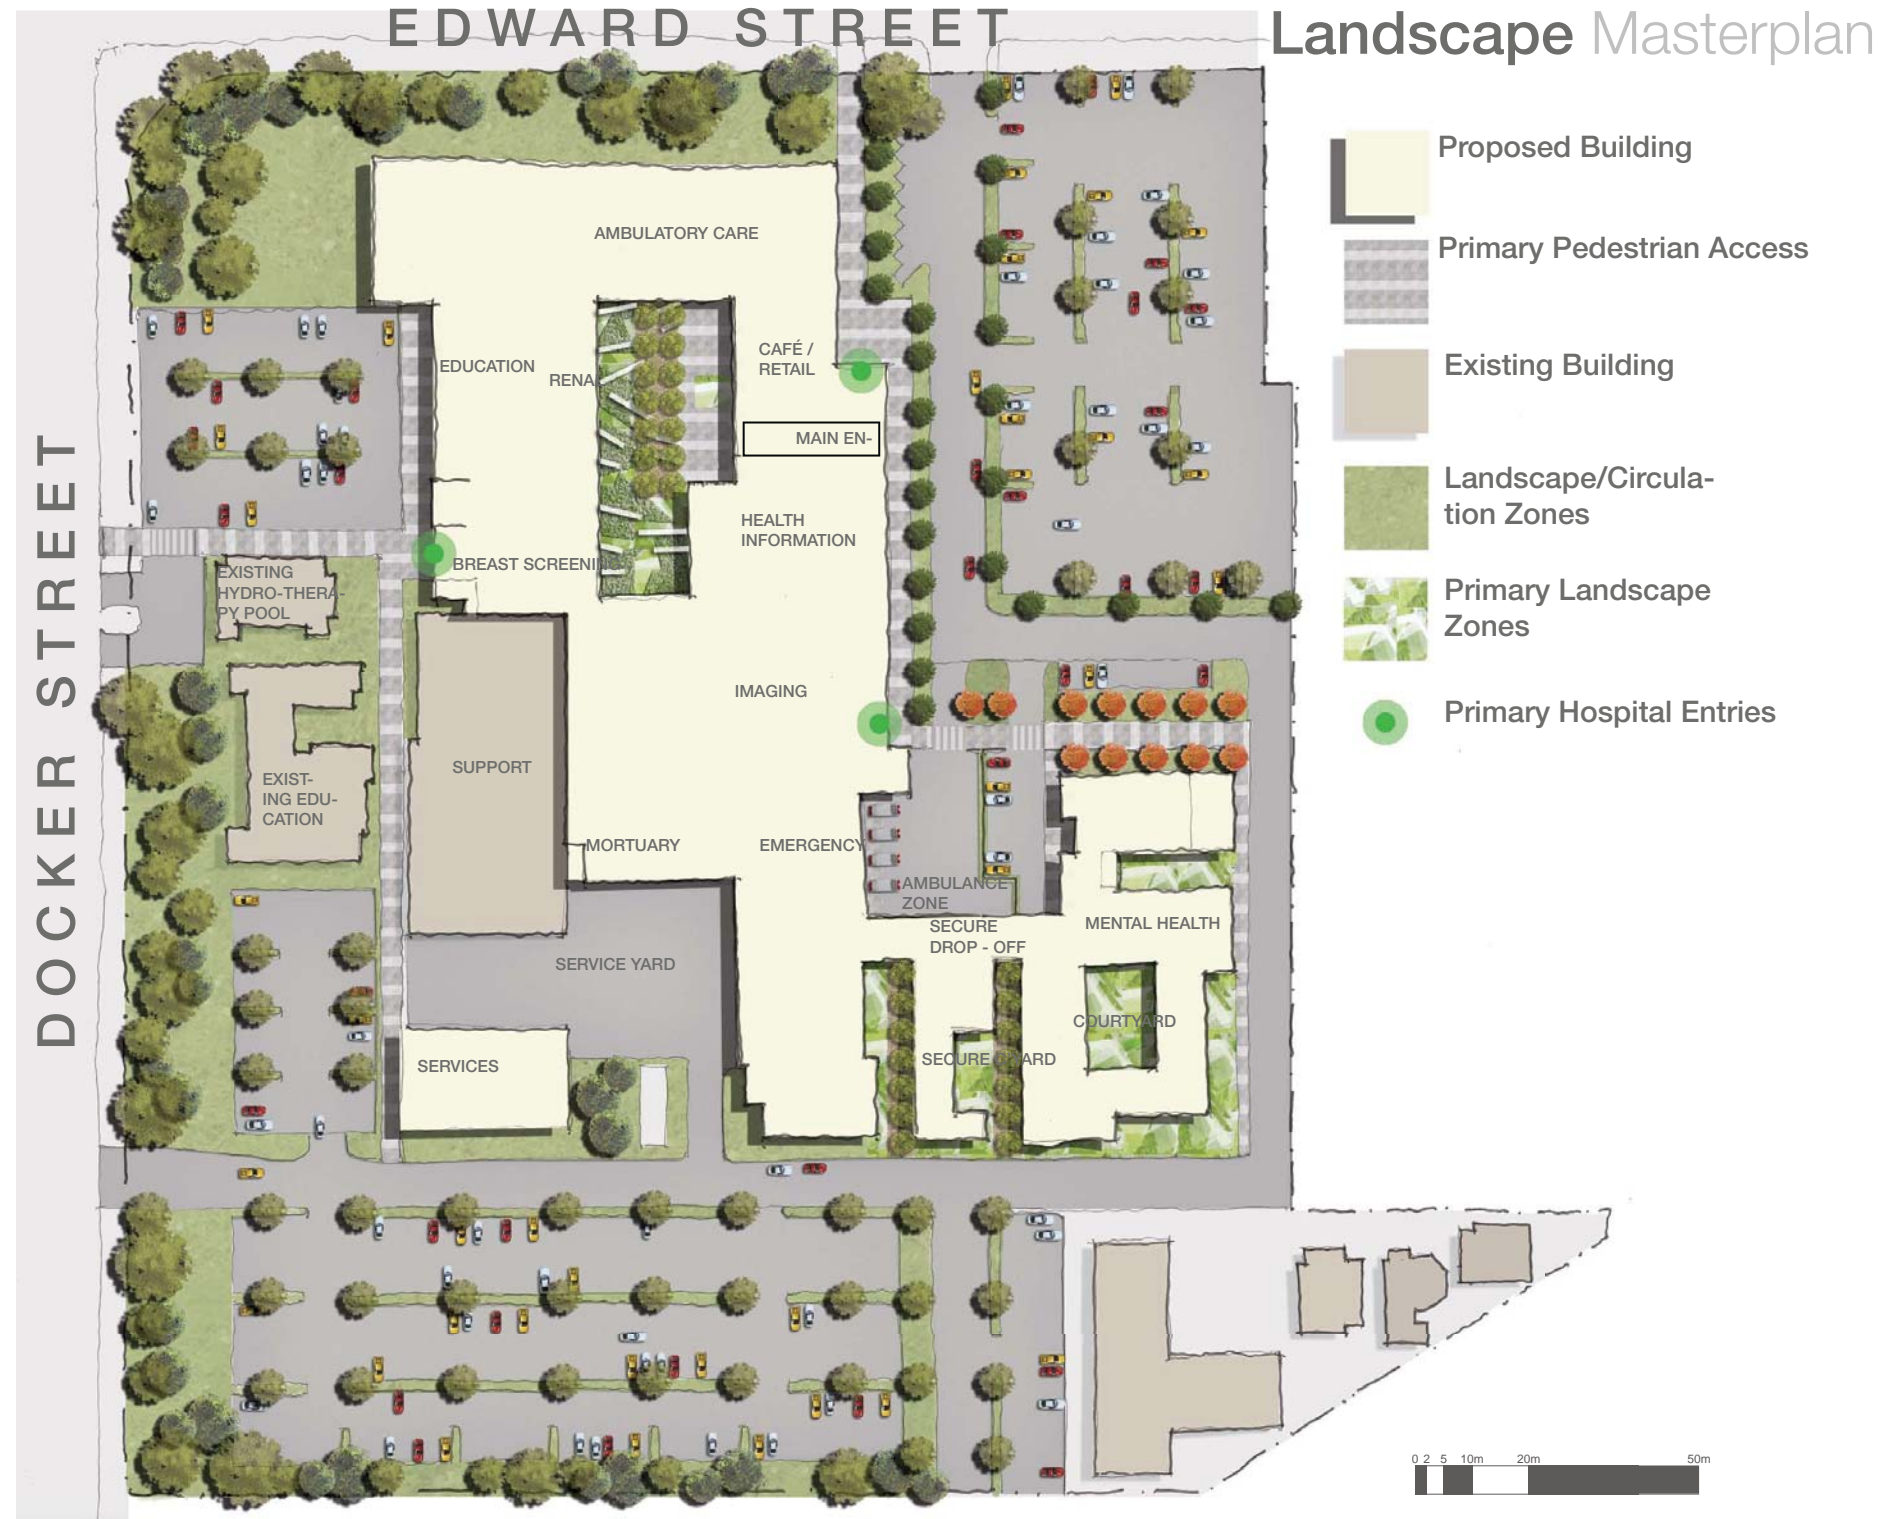 EDWARD STREET
Landscape Masterplan
DOCKER STREET
Proposed Building
Primary Pedestrian Access
Existing Building
Landscape/Circula-
tion Zones
Primary Landscape
Zones
Primary Hospital Entries
AMBULATORY CARE
EDUCATION
RENA
CAFÉ /
RETAIL
MAIN EN-
HEALTH
INFORMATION
BREAST SCREENING
EXISTING
HYDRO-THERA-
PY POOL
IMAGING
SUPPORT
EXIST-
ING EDU-
CATION
MORTUARY
EMERGENCY
AMBULANCE
ZONE
SECURE
DROP - OFF
MENTAL HEALTH
SERVICE YARD
COURTYARD
SECURE YARD
SERVICES
0 2 5 10m 20m 50m